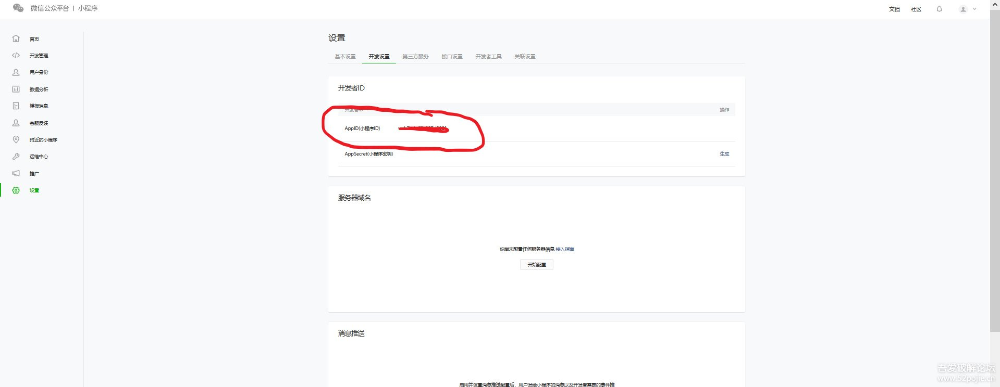 微信公众平台 | 小程序
文档 社区
首页
开发管理
用户身份
数据分析
模板消息
客服反馈
附近的小程序
运维中心
推广
设置
设置
基本设置 开发设置 第三方服务 接口设置 开发者工具 关联设置
开发者ID
开发者ID 操作
AppID(小程序ID)
AppSecret(小程序密钥) 生成
服务器域名
你尚未配置任何服务器信息 接入指南
开始配置
消息推送
启用并设置消息推送配置后，用户发给小程序的消息以及开发者需要的事件推
吾爱破解论坛
www.52pojie.cn